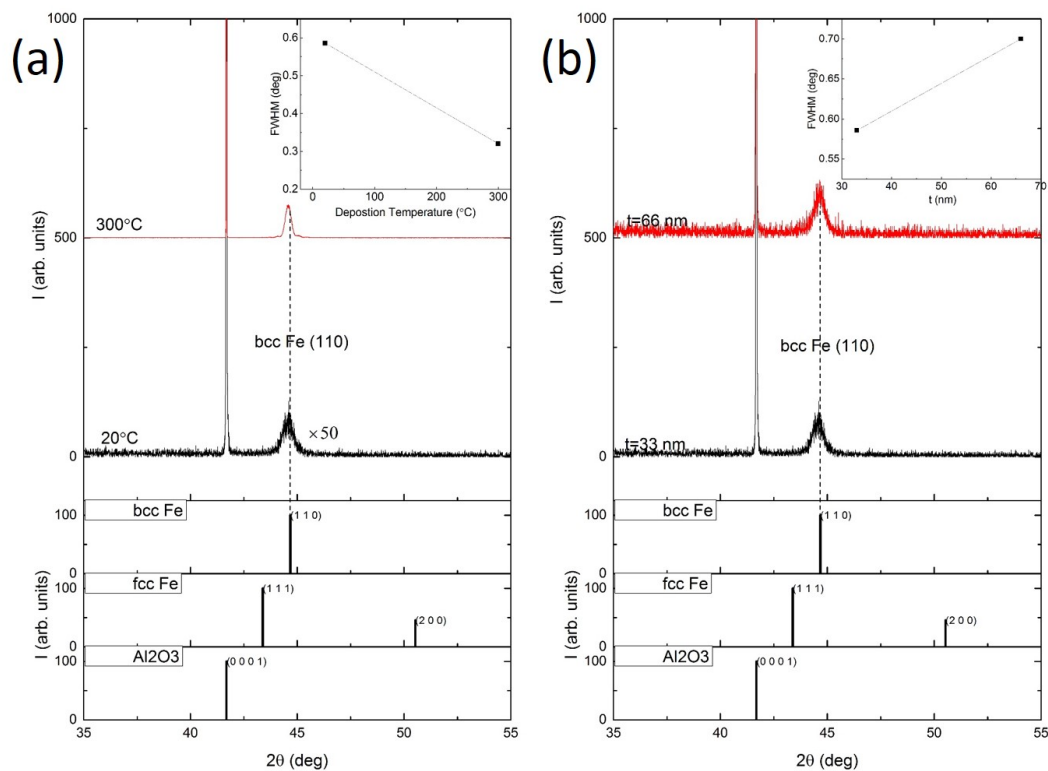 (a)
1000
500
0
I (arb. units)
300°C
20°C
×50
bcc Fe (110)
0.6
0.5
0.4
0.3
0.2
FWHM (deg)
0
100
200
300
Depostion Temperature (°C)
100
0
bcc Fe
(1 1 0)
100
0
fcc Fe
(1 1 1)
(2 0 0)
100
0
Al2O3
(0 0 0 1)
I (arb. units)
35
40
45
50
55
2θ (deg)
(b)
1000
500
0
I (arb. units)
t=66 nm
t=33 nm
bcc Fe (110)
0.70
0.65
0.60
0.55
FWHM (deg)
30
40
50
60
70
t (nm)
100
0
bcc Fe
(1 1 0)
100
0
fcc Fe
(1 1 1)
(2 0 0)
100
0
Al2O3
(0 0 0 1)
I (arb. units)
35
40
45
50
55
2θ (deg)